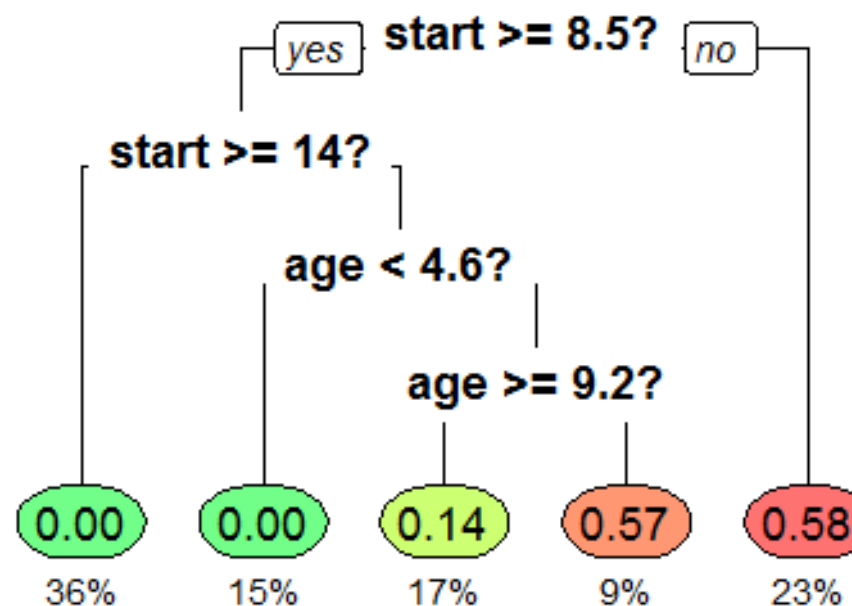 yes start >= 8.5? no
start >= 14?
age < 4.6?
age >= 9.2?
0.00 0.00 0.14 0.57 0.58
36% 15% 17% 9% 23%